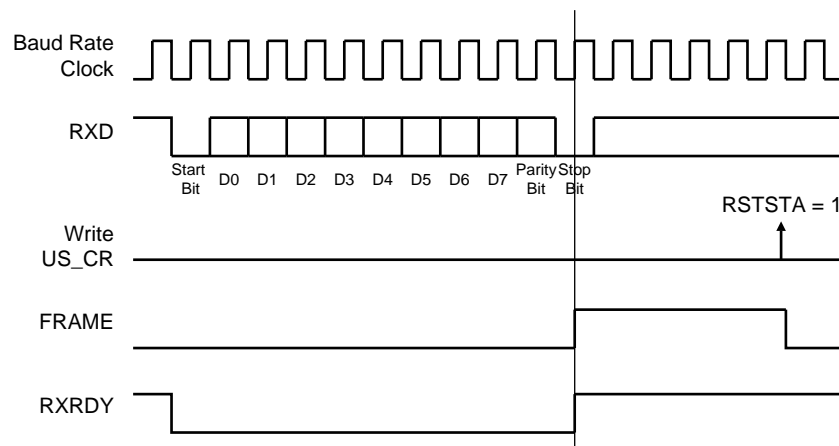 Baud Rate
Clock
RXD
Start
Bit
D0
D1
D2
D3
D4
D5
D6
D7
Parity
Bit
Stop
Bit
RSTSTA = 1
Write
US_CR
FRAME
RXRDY